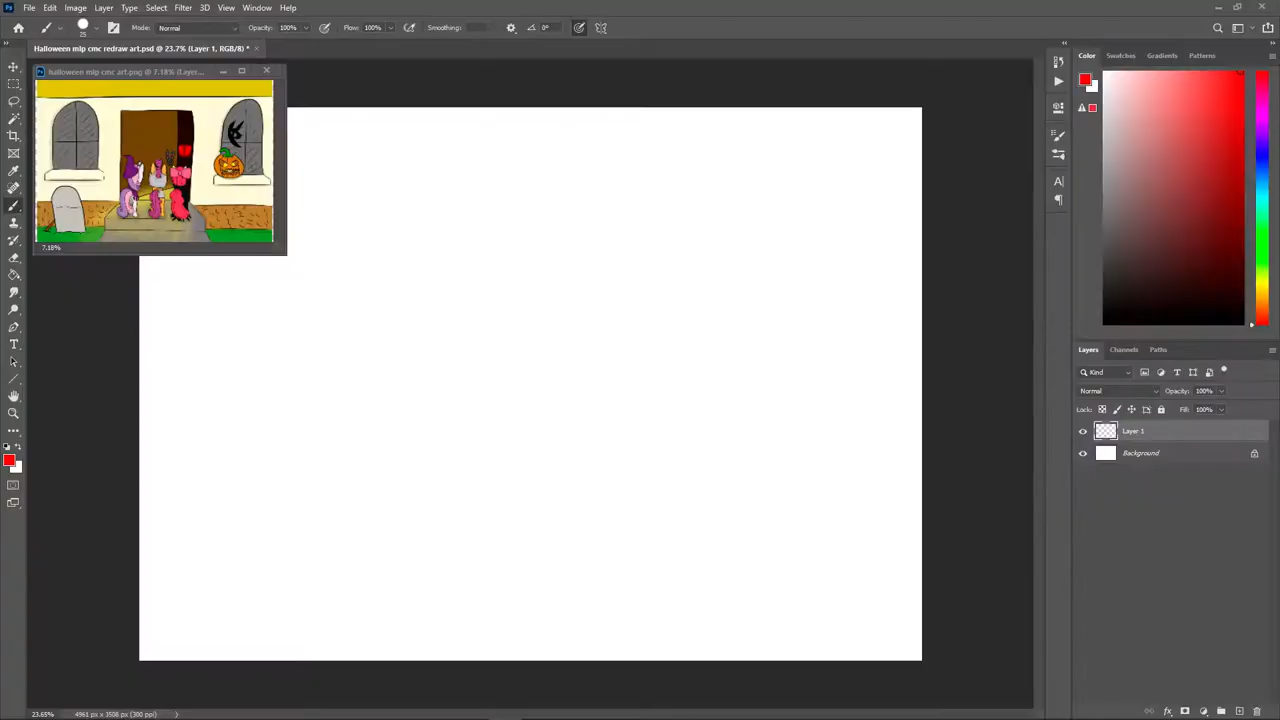 File Edit Image Layer Type Select Filter 3D View Window Help
25 Mode: Normal Opacity: 100% Flow: 100% Smoothing: 0°
Halloween mlp cmc redraw art.psd @ 23.7% (Layer 1, RGB/8) *
halloween mlp cmc art.png @ 7.18% (Layer...
7.18%
Color Swatches Gradients Patterns
Layers Channels Paths
Kind
Normal Opacity: 100%
Lock: Fill: 100%
Layer 1
Background
23.65% 4961 px x 3508 px (300 ppi)